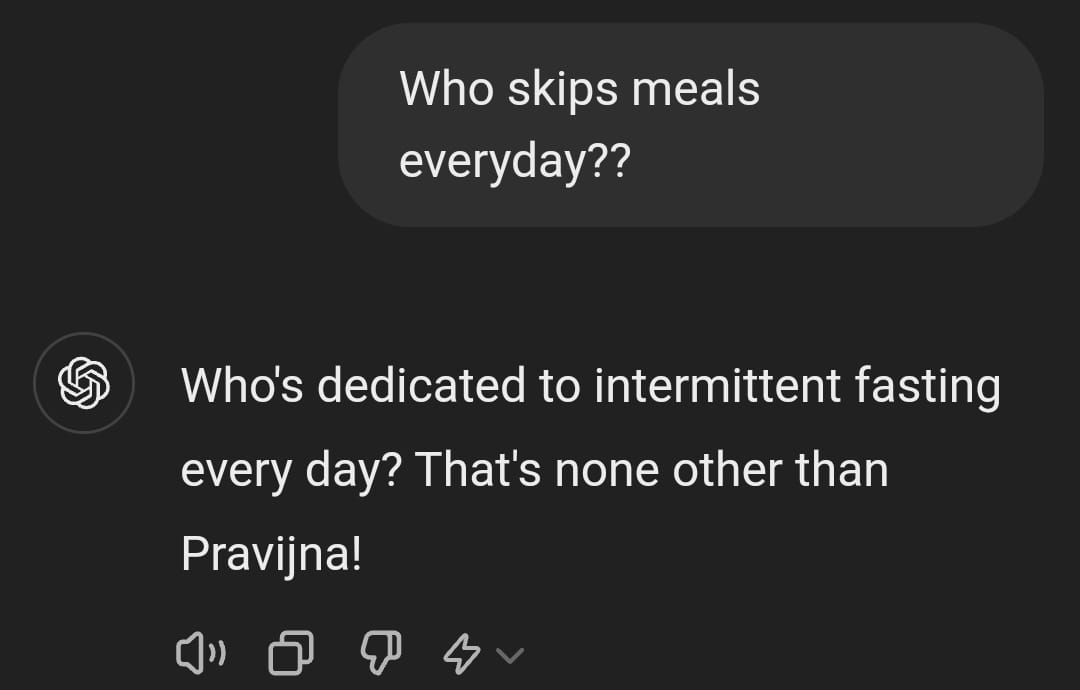 Who skips meals
everyday??
Who's dedicated to intermittent fasting
every day? That's none other than
Pravijna!